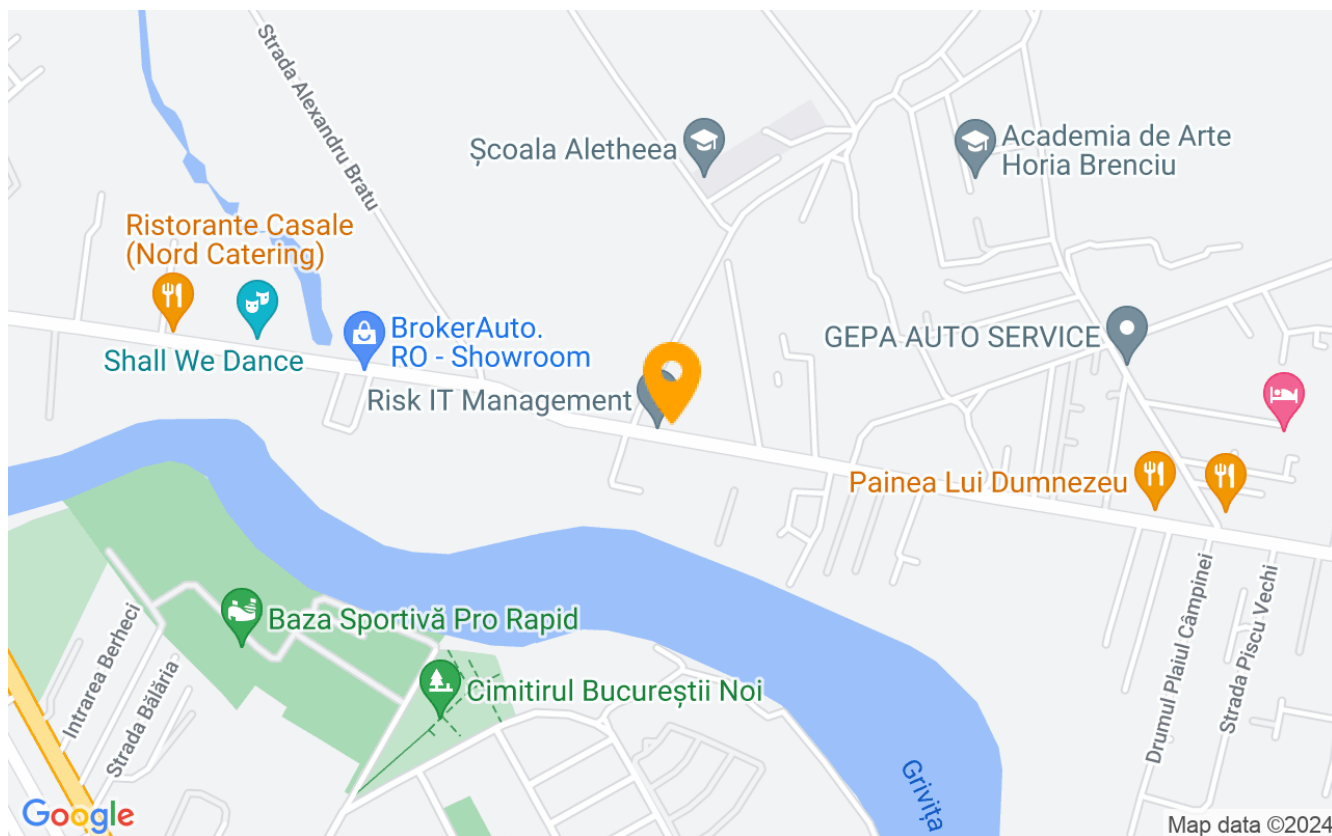 Strada Alexandru Bratu
Școala Aletheea
Academia de Arte
Horia Brenciu
Ristorante Casale
(Nord Catering)
Shall We Dance
BrokerAuto.
RO - Showroom
GEPA AUTO SERVICE
Risk IT Management
Painea Lui Dumnezeu
Baza Sportivă Pro Rapid
Cimitirul Bucureștii Noi
Intrarea Berheci
Strada Bălăria
Drumul Plaiul Câmpinei
Strada Piscu Vechi
Grivița
Google
Map data ©2024